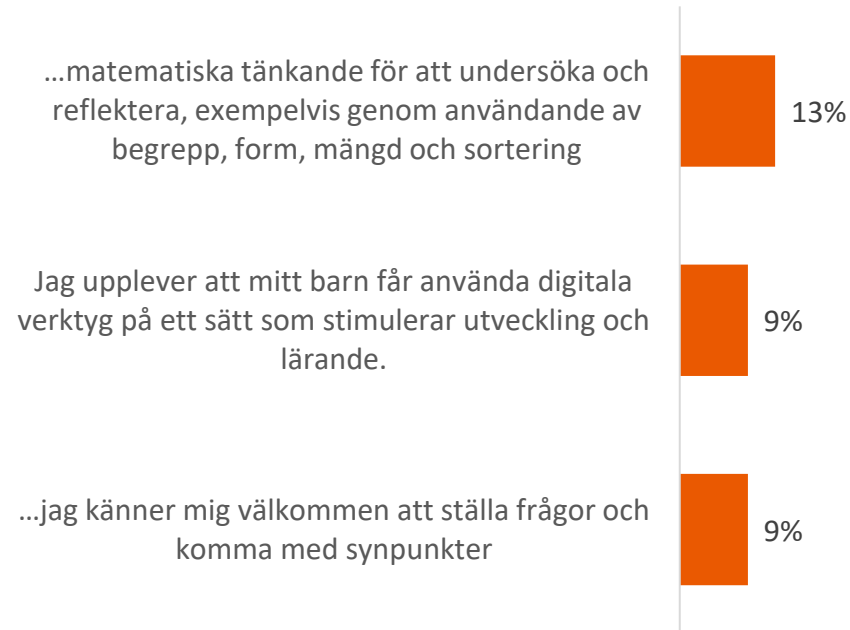 …matematiska tänkande för att undersöka och
reflektera, exempelvis genom användande av
begrepp, form, mängd och sortering
13%
Jag upplever att mitt barn får använda digitala
verktyg på ett sätt som stimulerar utveckling och
lärande.
9%
…jag känner mig välkommen att ställa frågor och
komma med synpunkter
9%